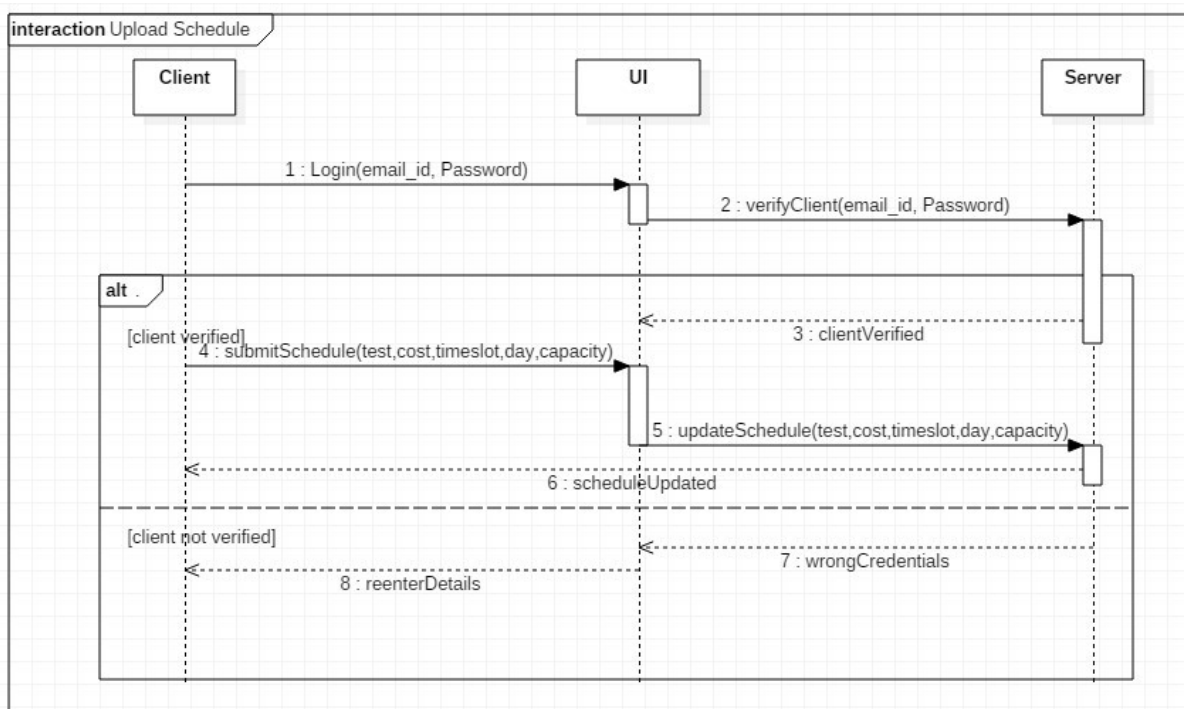 interaction Upload Schedule
Client
UI
Server
1 : Login(email_id, Password)
2 : verifyClient(email_id, Password)
alt .
3 : clientVerified
[client verified]
4 : submitSchedule(test,cost,timeslot,day,capacity)
5 : updateSchedule(test,cost,timeslot,day,capacity)
6 : scheduleUpdated
[client not verified]
7 : wrongCredentials
8 : reenterDetails